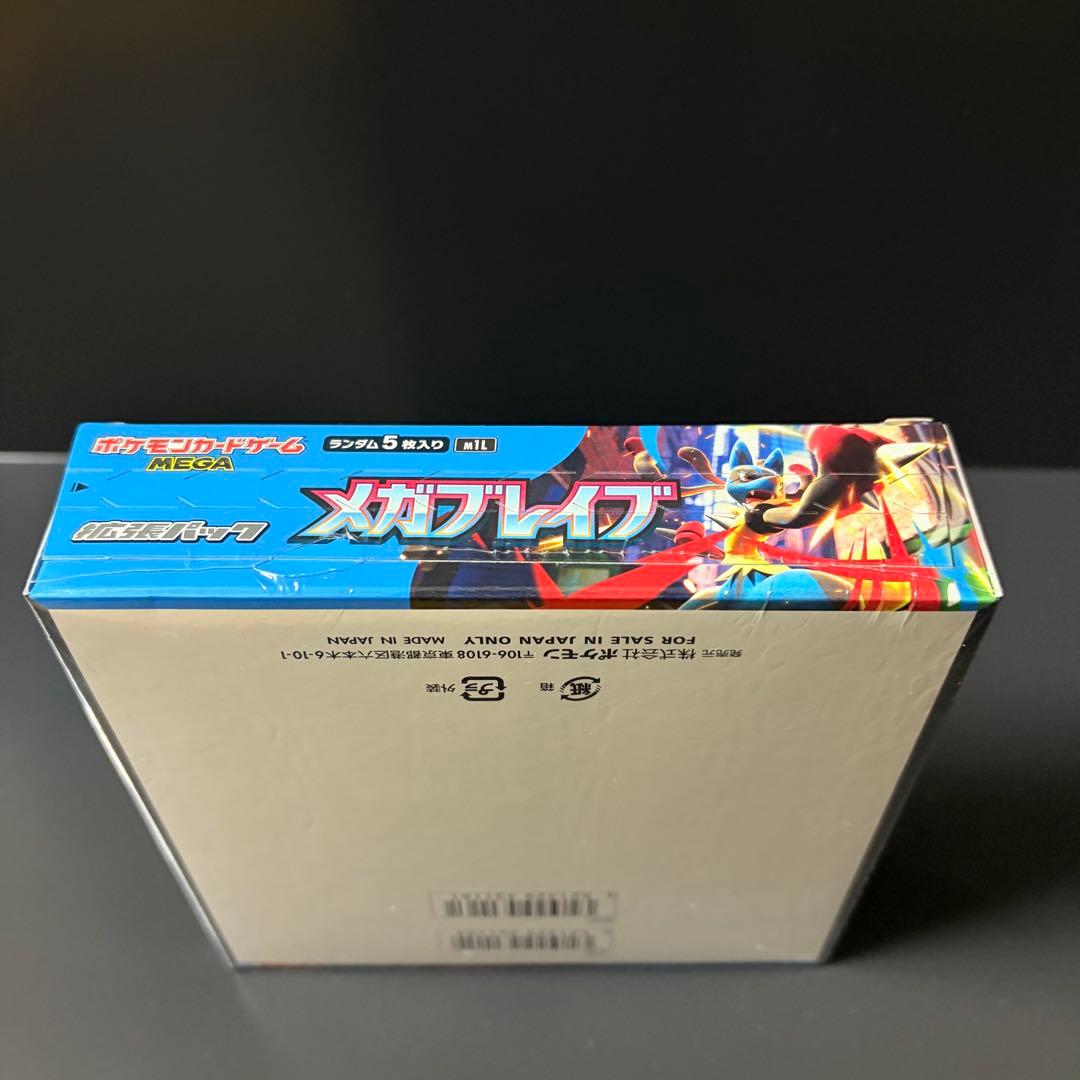 ポケモンカードゲーム
MEGA
ランダム5枚入り
M1L
拡張パック
メガブレイブ
発売元 株式会社ポケモン 〒106-6108 東京都港区六本木6-10-1
FOR SALE IN JAPAN ONLY MADE IN JAPAN
紙 箱
プラ 外装